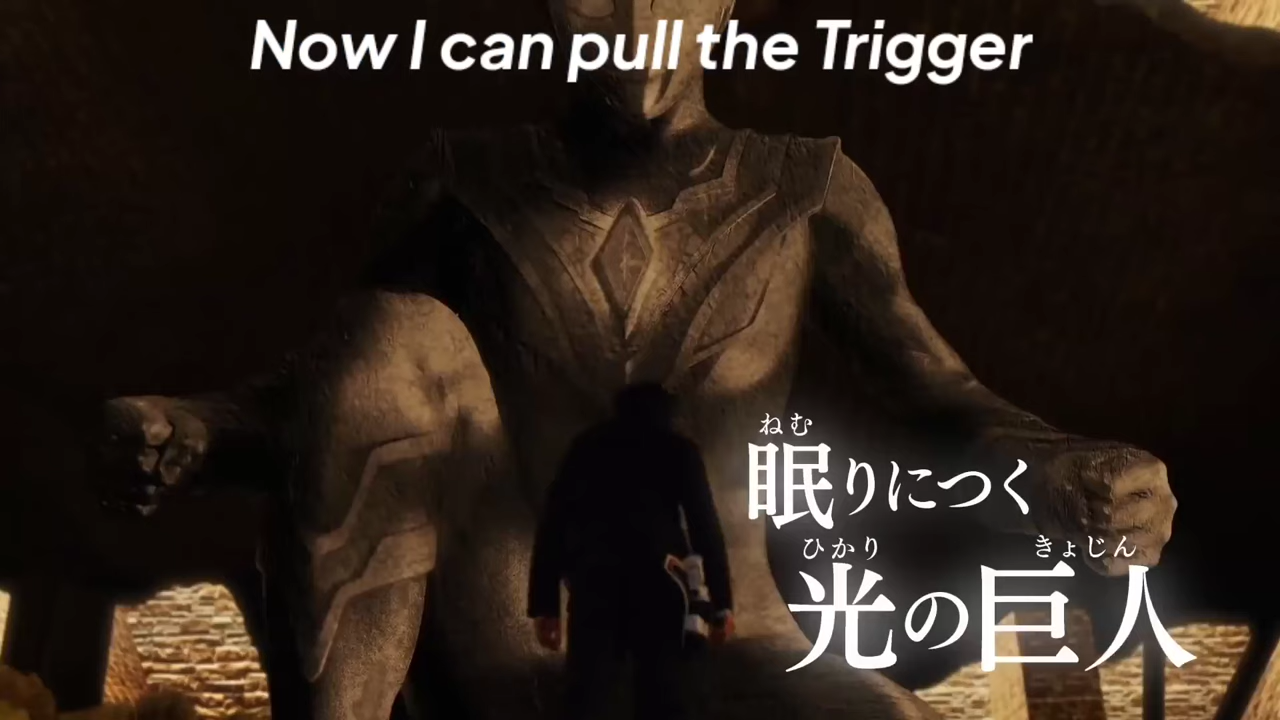 Now I can pull the Trigger
ねむ
眠りにつく
ひかり きょじん
光の巨人